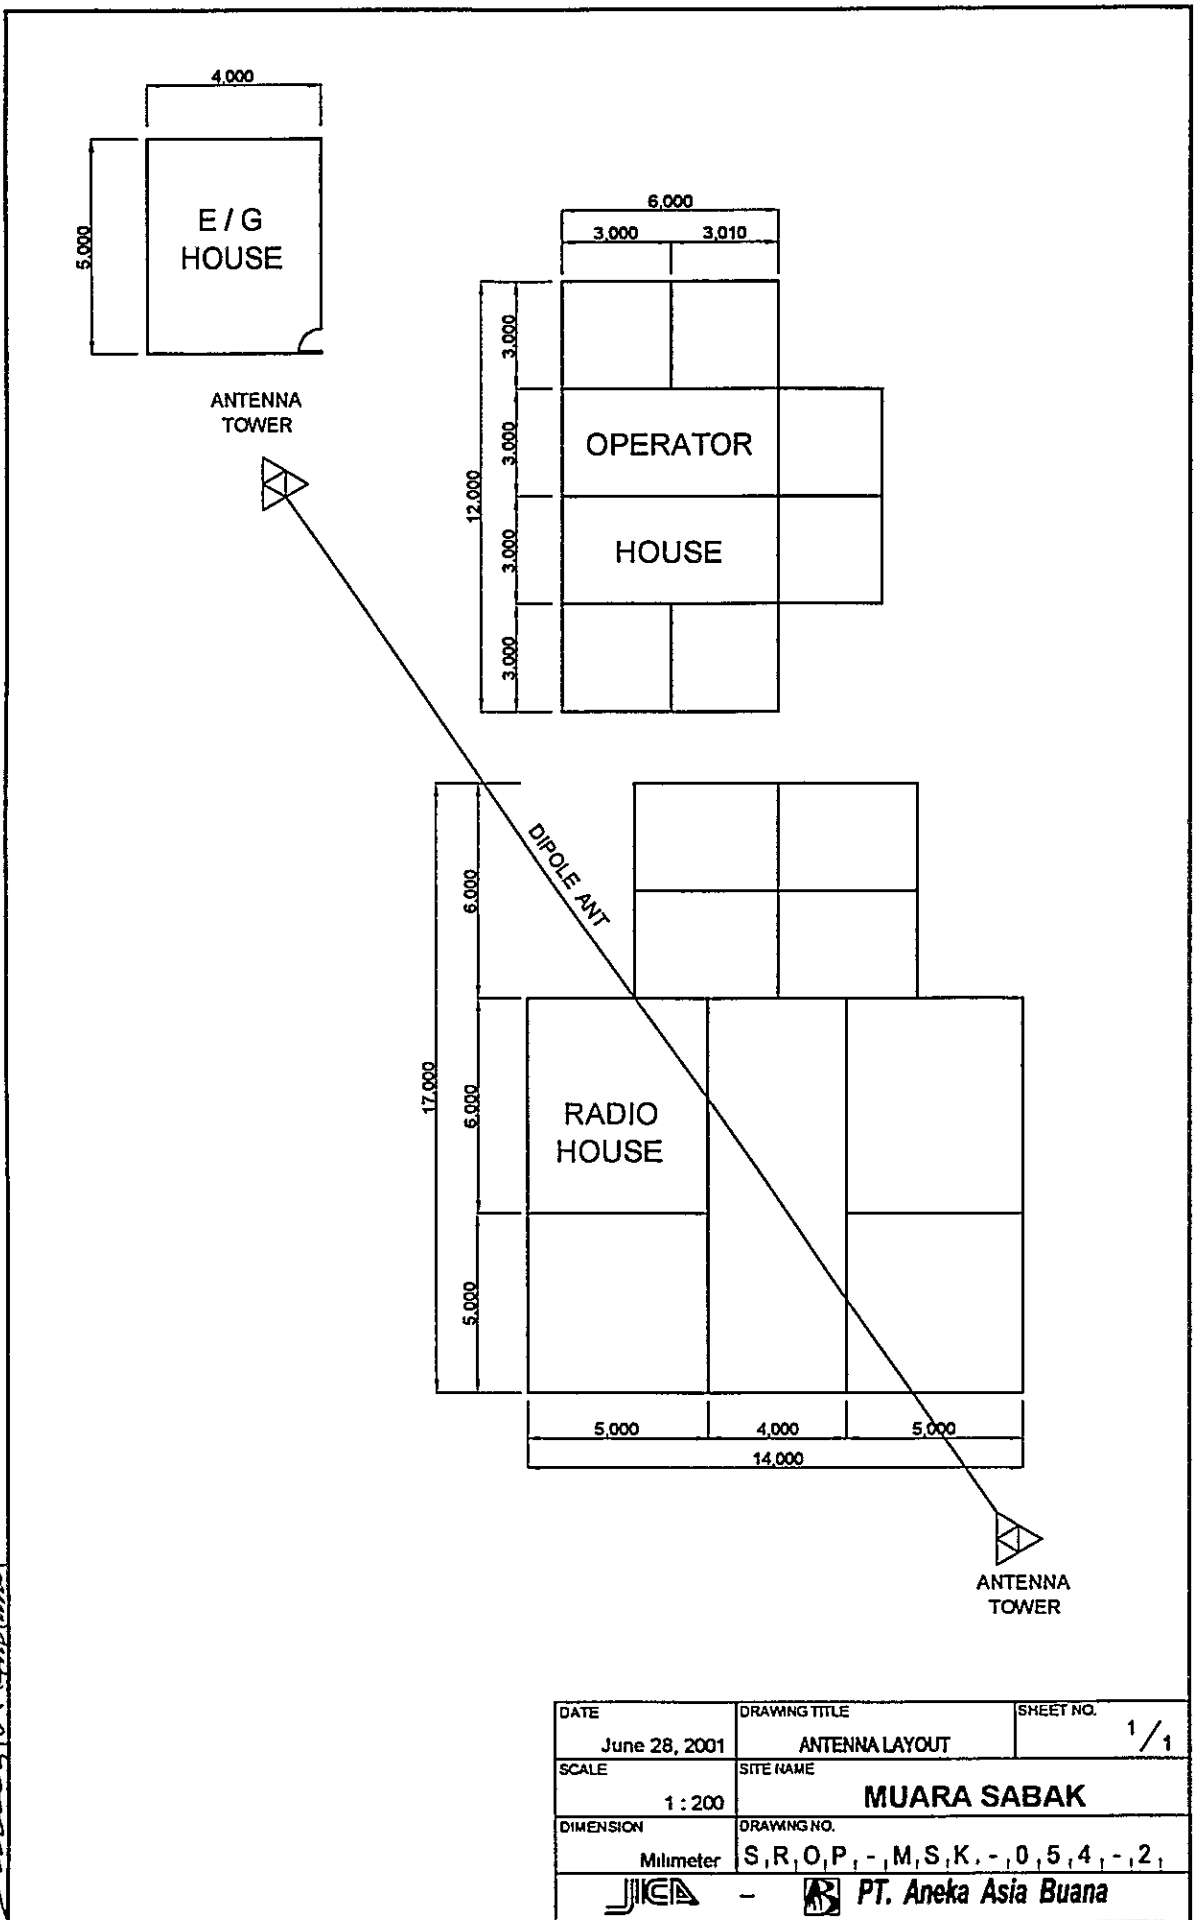 4,000
5,000
E / G
HOUSE
ANTENNA
TOWER
6,000
3,000 3,010
12,000
3,000
3,000
3,000
3,000
OPERATOR
HOUSE
DIPOLE ANT
17,000
6,000
6,000
5,000
RADIO
HOUSE
5,000 4,000 5,000
14,000
ANTENNA
TOWER
DATE
June 28, 2001
DRAWING TITLE
ANTENNA LAYOUT
SHEET NO.
1/1
SCALE
1 : 200
SITE NAME
MUARA SABAK
DIMENSION
Milimeter
DRAWING NO.
S,R,O,P,-,M,S,K,-,0,5,4,-,2,
JICA - PT. Aneka Asia Buana